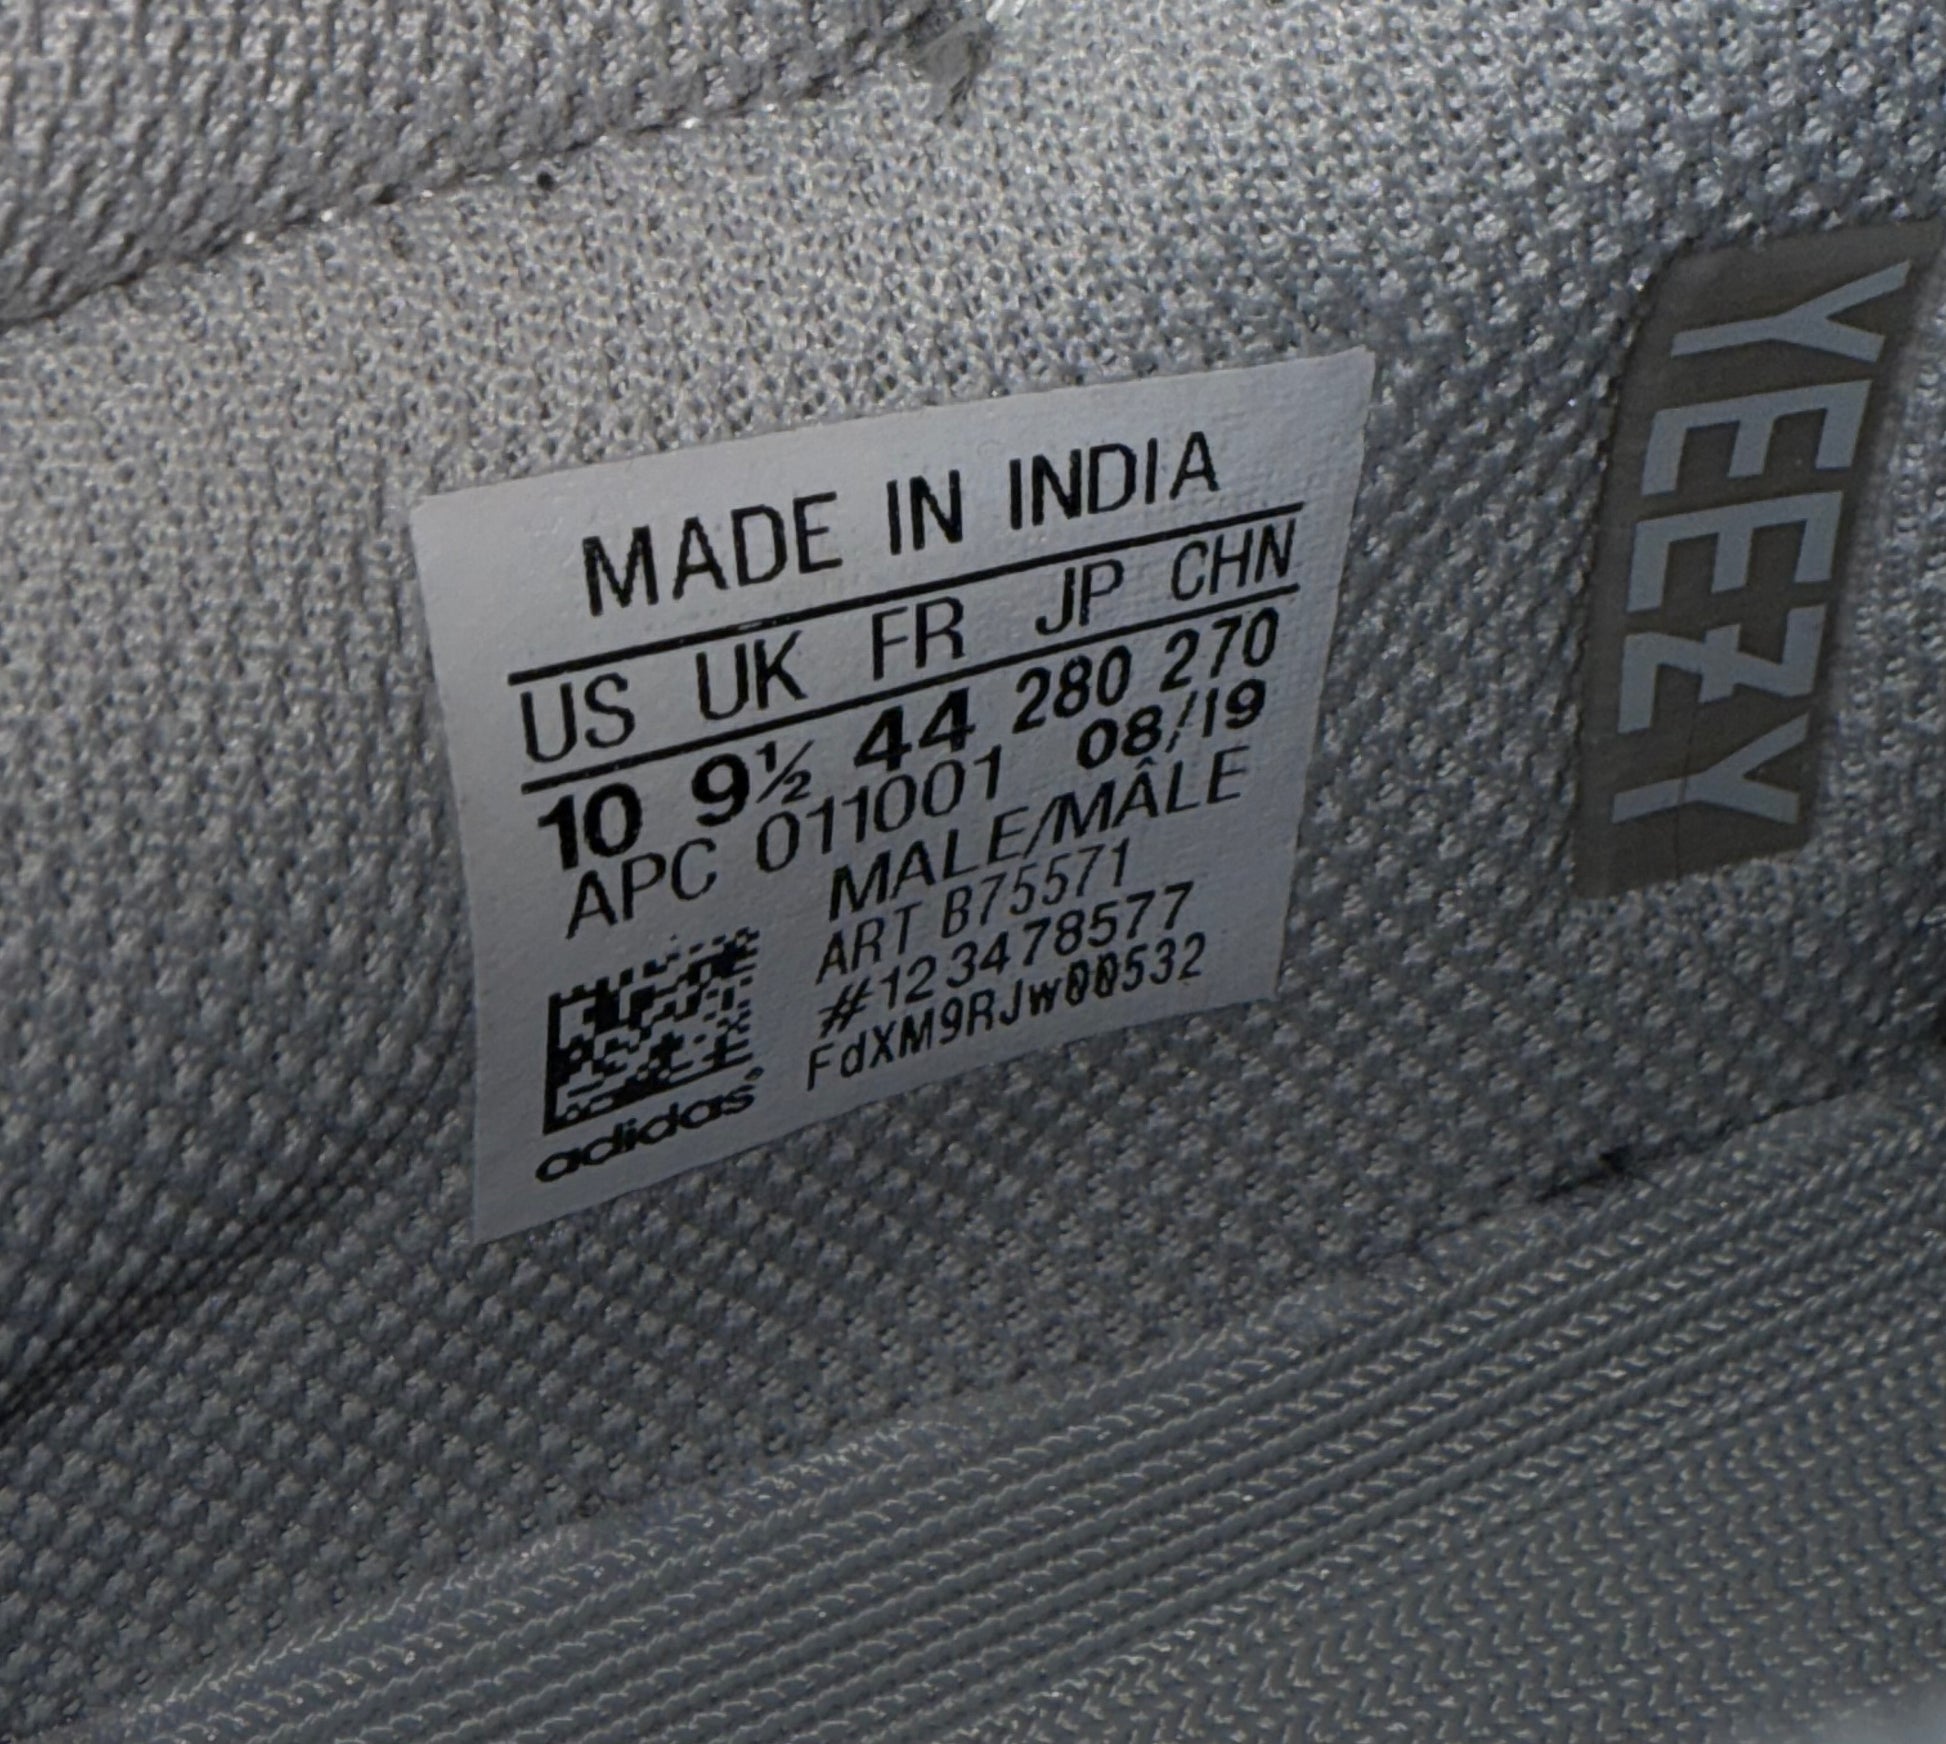 MADE IN INDIA
US UK FR JP CHN
10 9½ 44 280 270
APC 011001 08/19
MALE/MÂLE
ART B75571
#123478577
FdXM9RJw00532
adidas
YEEZY